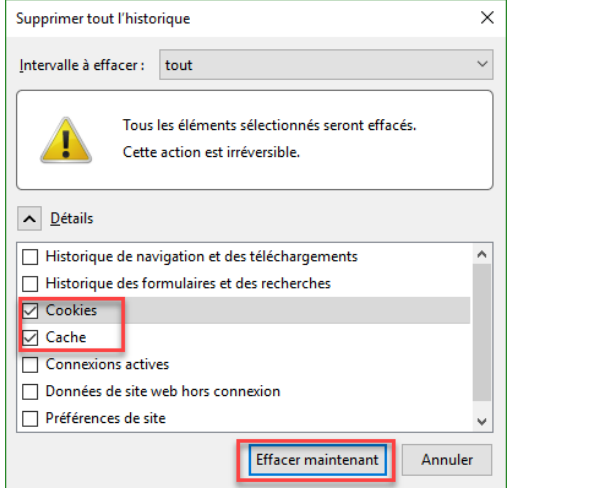 Supprimer tout l'historique
Intervalle à effacer : tout
Tous les éléments sélectionnés seront effacés.
Cette action est irréversible.
Détails
Historique de navigation et des téléchargements
Historique des formulaires et des recherches
Cookies
Cache
Connexions actives
Données de site web hors connexion
Préférences de site
Effacer maintenant Annuler